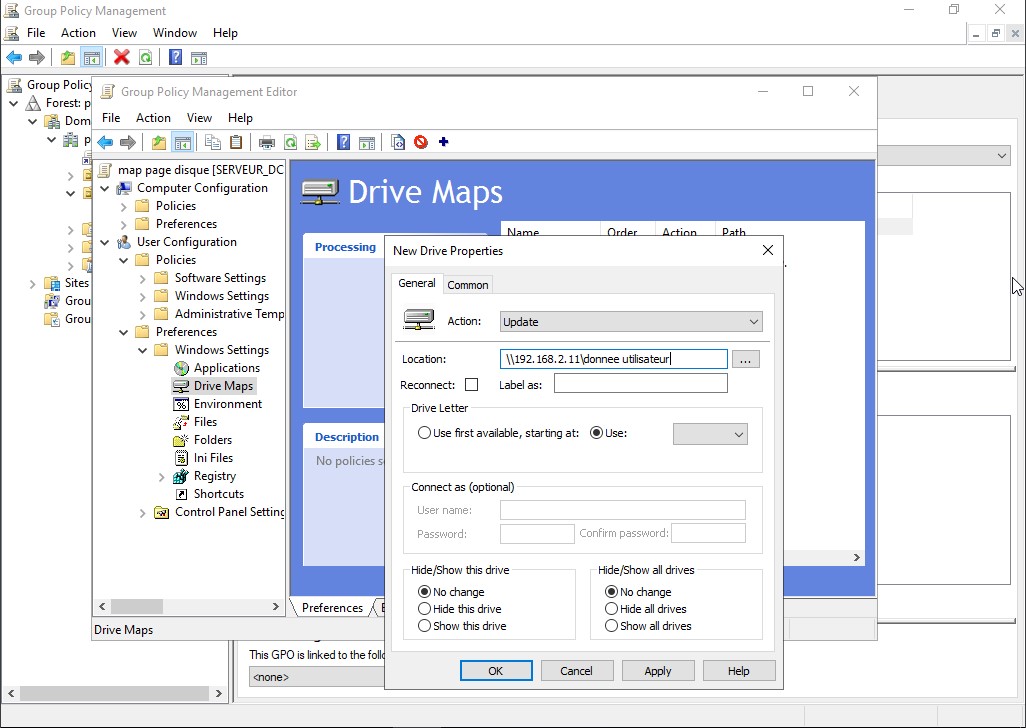 Group Policy Management
File Action View Window Help
Group Policy
Forest: p
Dom
p
Sites
Grou
Grou
Group Policy Management Editor
File Action View Help
map page disque [SERVEUR_DC
Computer Configuration
Policies
Preferences
User Configuration
Policies
Software Settings
Windows Settings
Administrative Temp
Preferences
Windows Settings
Applications
Drive Maps
Environment
Files
Folders
Ini Files
Registry
Shortcuts
Control Panel Setting
Drive Maps
Drive Maps
Processing
Name Order Action Path
Description
No policies s
Preferences
New Drive Properties
General Common
Action: Update
Location: \\192.168.2.11\donnee utilisateur
...
Reconnect: Label as:
Drive Letter
Use first available, starting at: Use:
Connect as (optional)
User name:
Password: Confirm password:
Hide/Show this drive
No change
Hide this drive
Show this drive
Hide/Show all drives
No change
Hide all drives
Show all drives
OK Cancel Apply Help
This GPO is linked to the follo
<none>